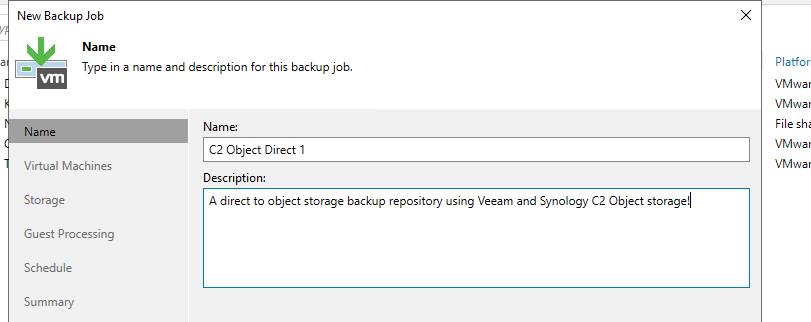 New Backup Job
Name
Type in a name and description for this backup job.
vm
Name
Virtual Machines
Storage
Guest Processing
Schedule
Summary
Name:
C2 Object Direct 1
Description:
A direct to object storage backup repository using Veeam and Synology C2 Object storage!
Platfor
VMwar
VMwar
File sha
VMwar
VMwar